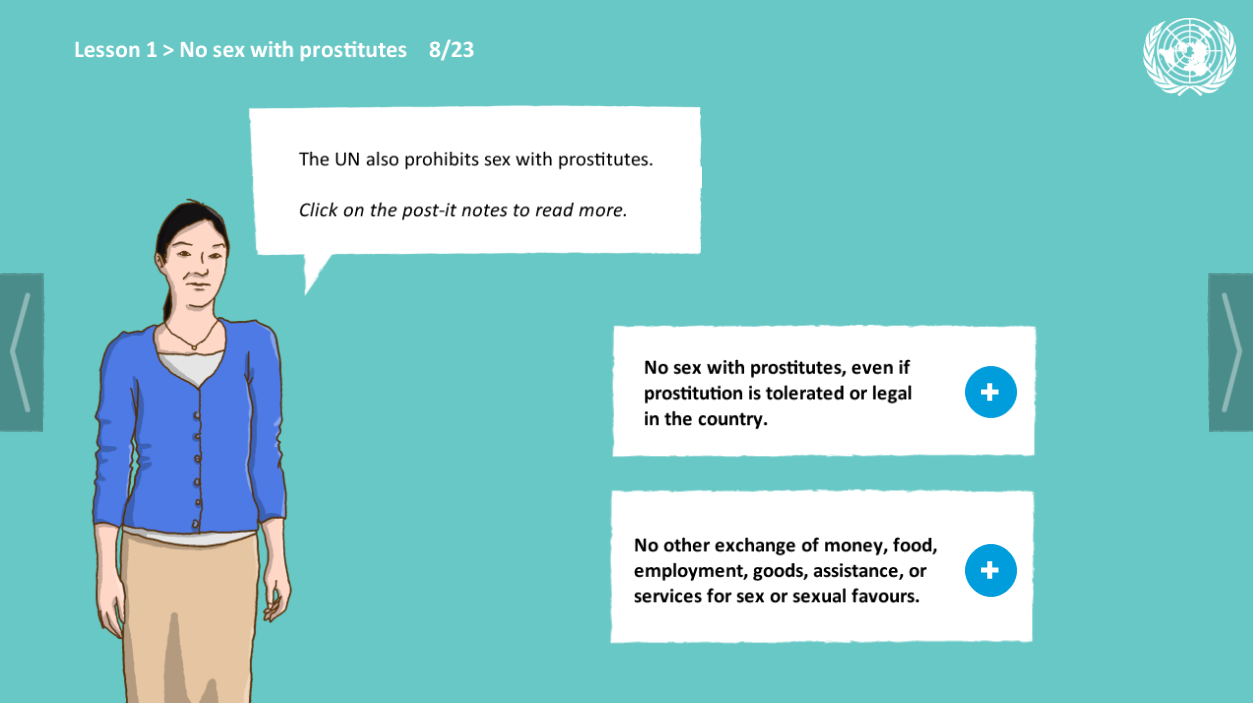 Lesson 1 > No sex with prostitutes 8/23
The UN also prohibits sex with prostitutes.
Click on the post-it notes to read more.
No sex with prostitutes, even if
prostitution is tolerated or legal
in the country.
No other exchange of money, food,
employment, goods, assistance, or
services for sex or sexual favours.